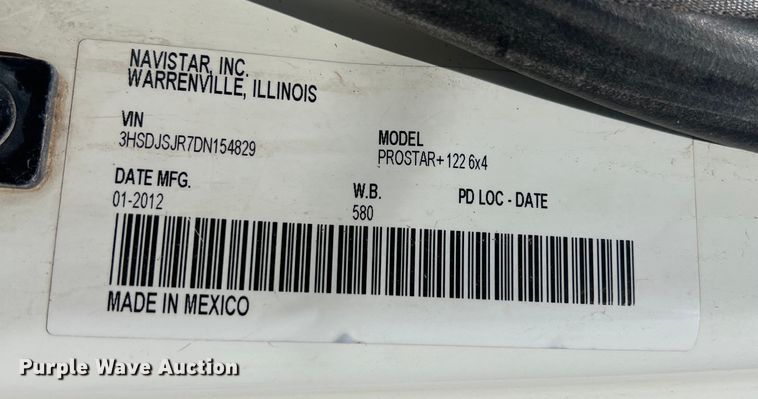 NAVISTAR, INC.
WARRENVILLE, ILLINOIS
VIN
3HSDJSJR7DN154829
MODEL
PROSTAR+ 122 6x4
DATE MFG.
01-2012
W.B.
580
PD LOC - DATE
MADE IN MEXICO
Purple Wave Auction